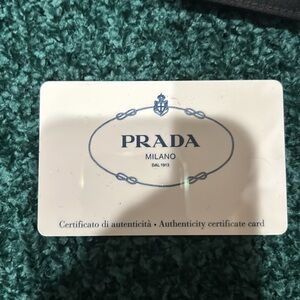 PRADA
MILANO
DAL 1913
Certificato di autenticità • Authenticity certificate card